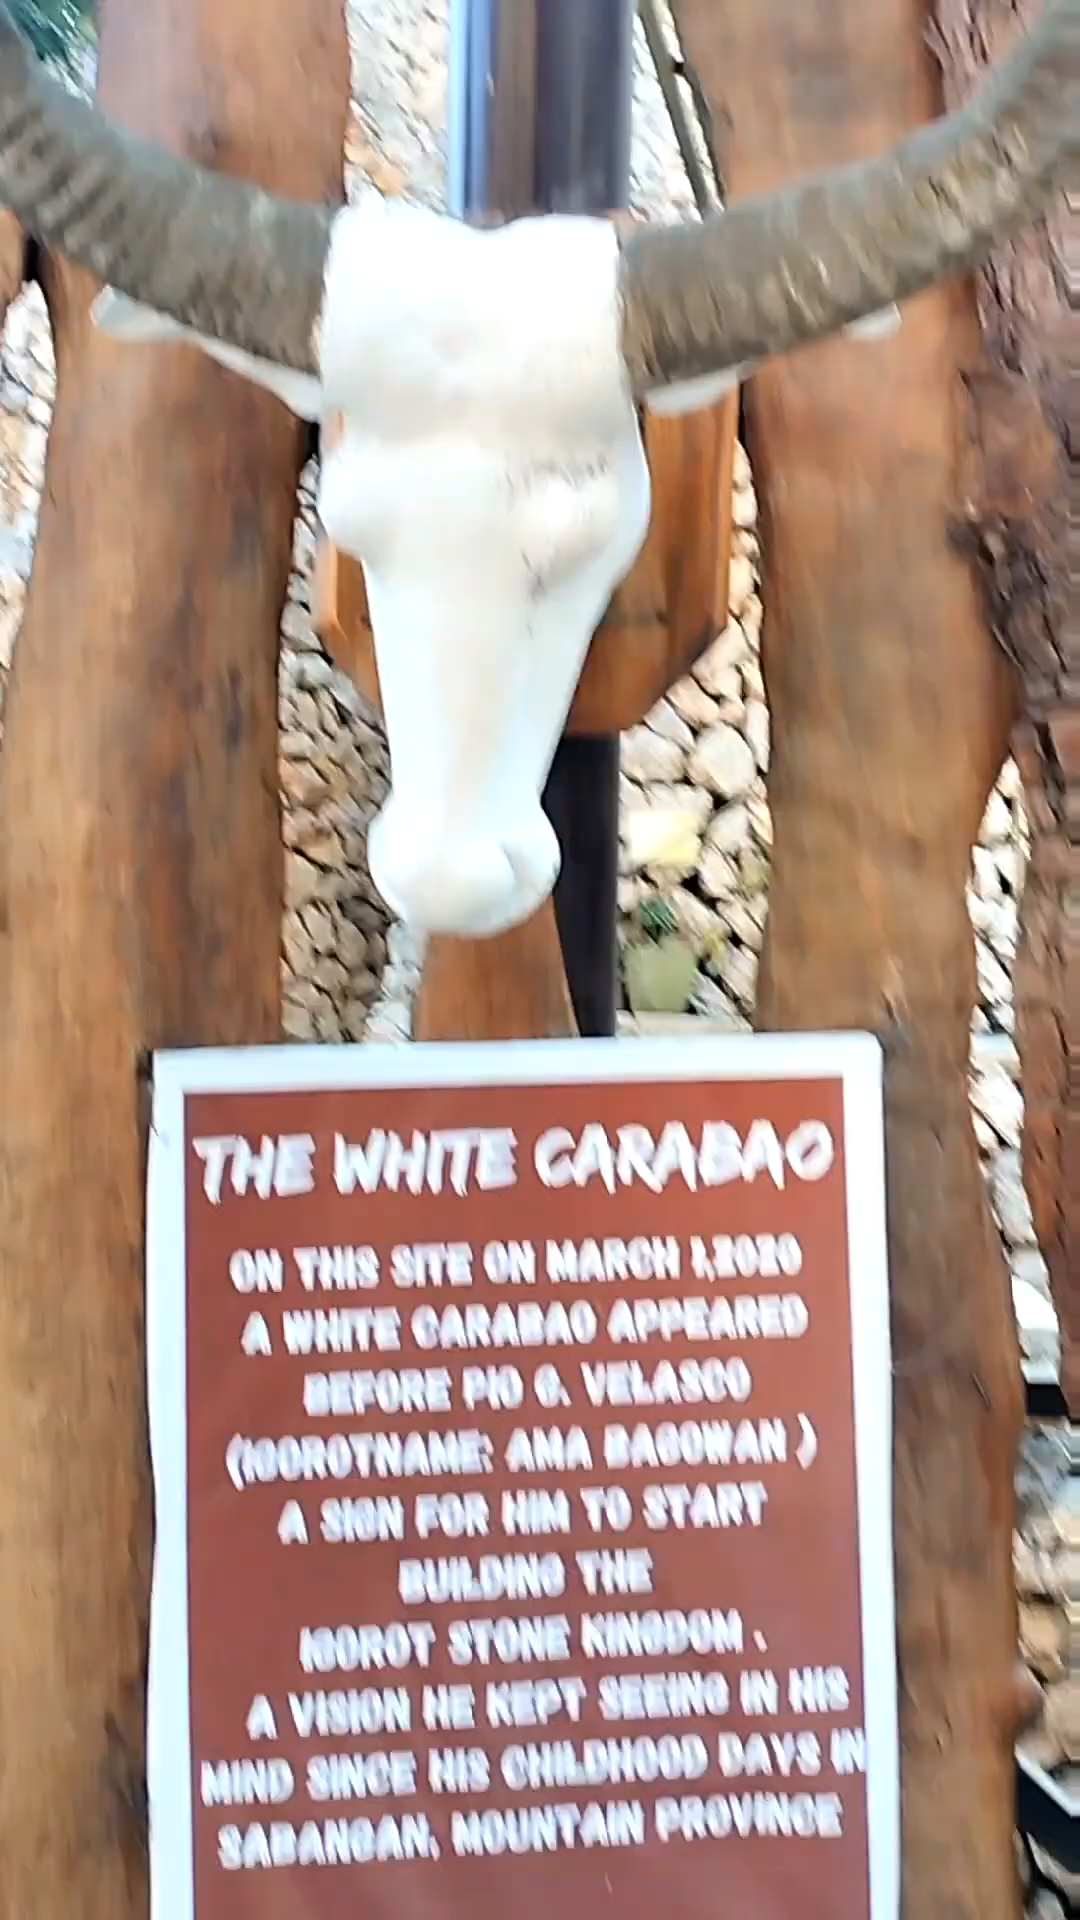 THE WHITE CARABAO
ON THIS SITE ON MARCH 1,2020
A WHITE CARABAO APPEARED
BEFORE PIO G. VELASCO
(IGOROTNAME: AMA BAGOWAN )
A SIGN FOR HIM TO START
BUILDING THE
IGOROT STONE KINGDOM .
A VISION HE KEPT SEEING IN HIS
MIND SINCE HIS CHILDHOOD DAYS IN
SABANGAN, MOUNTAIN PROVINCE